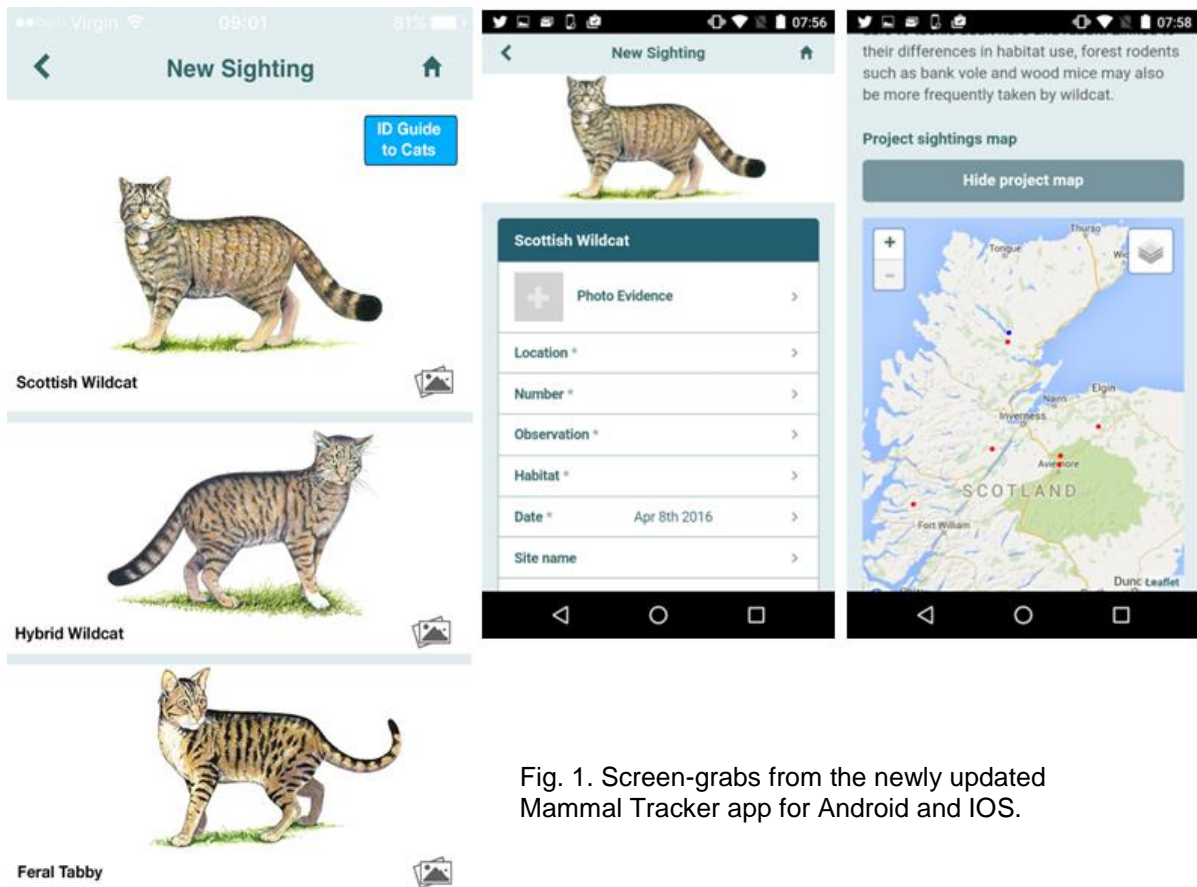 Virgin 09:01 81%
New Sighting
ID Guide
to Cats
Scottish Wildcat
Hybrid Wildcat
Feral Tabby
07:56
New Sighting
Scottish Wildcat
Photo Evidence
Location *
Number *
Observation *
Habitat *
Date * Apr 8th 2016
Site name
07:58
their differences in habitat use, forest rodents
such as bank vole and wood mice may also
be more frequently taken by wildcat.
Project sightings map
Hide project map
+
-
Thurso
Tongue
Wic
Elgin
Nairn
Inverness
Aviemore
SCOTLAND
Fort William
Dund Leaflet
Fig. 1. Screen-grabs from the newly updated
Mammal Tracker app for Android and IOS.